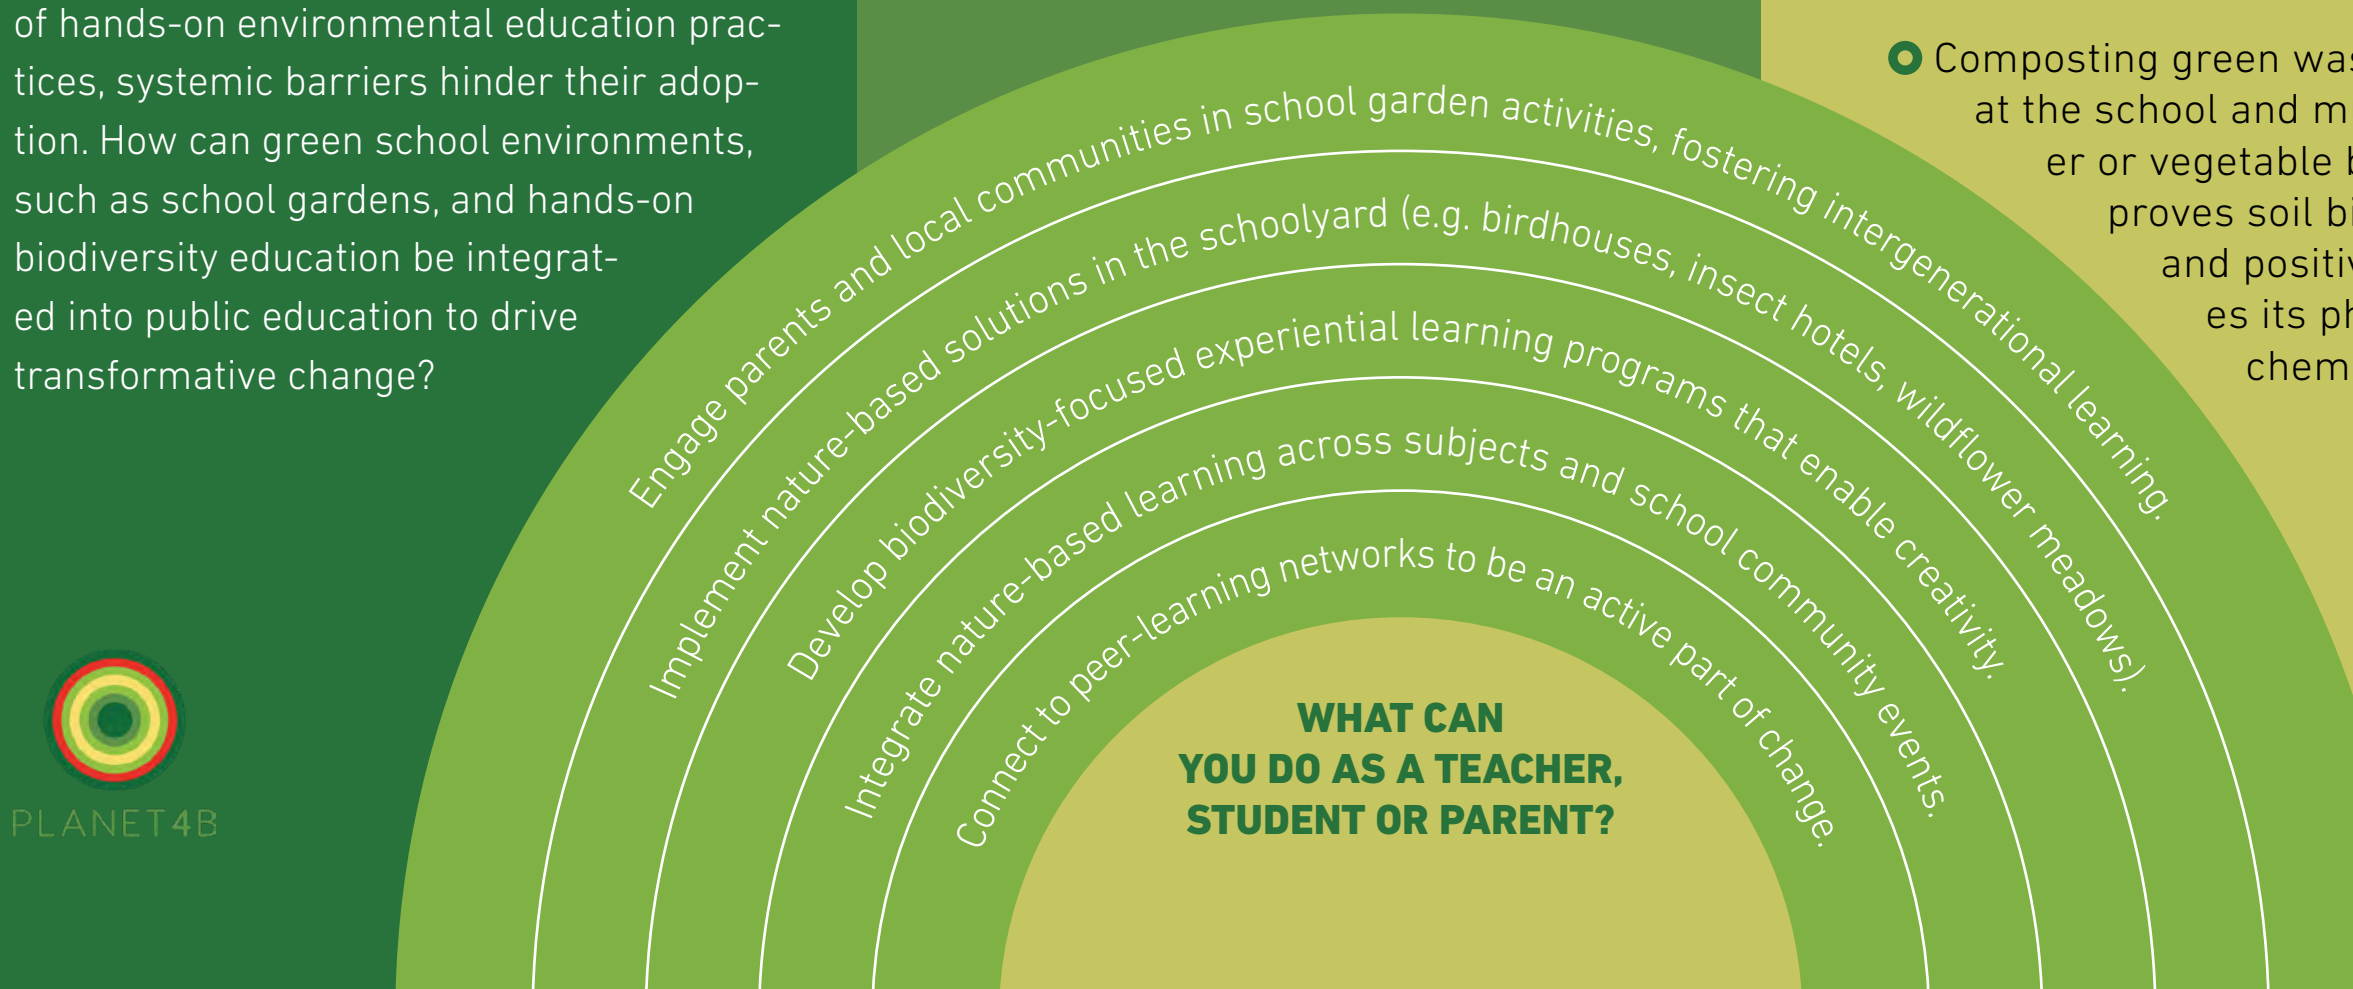 of hands-on environmental education prac-
tices, systemic barriers hinder their adop-
tion. How can green school environments,
such as school gardens, and hands-on
biodiversity education be integrat-
ed into public education to drive
transformative change?
PLANET4B
Engage parents and local communities in school garden activities, fostering intergenerational learning.
Implement nature-based solutions in the schoolyard (e.g. birdhouses, insect hotels, wildflower meadows).
Develop biodiversity-focused experiential learning programs that enable creativity.
Integrate nature-based learning across subjects and school community events.
Connect to peer-learning networks to be an active part of change.
WHAT CAN
YOU DO AS A TEACHER,
STUDENT OR PARENT?
Composting green was
at the school and m
er or vegetable b
proves soil bi
and positiv
es its ph
chem